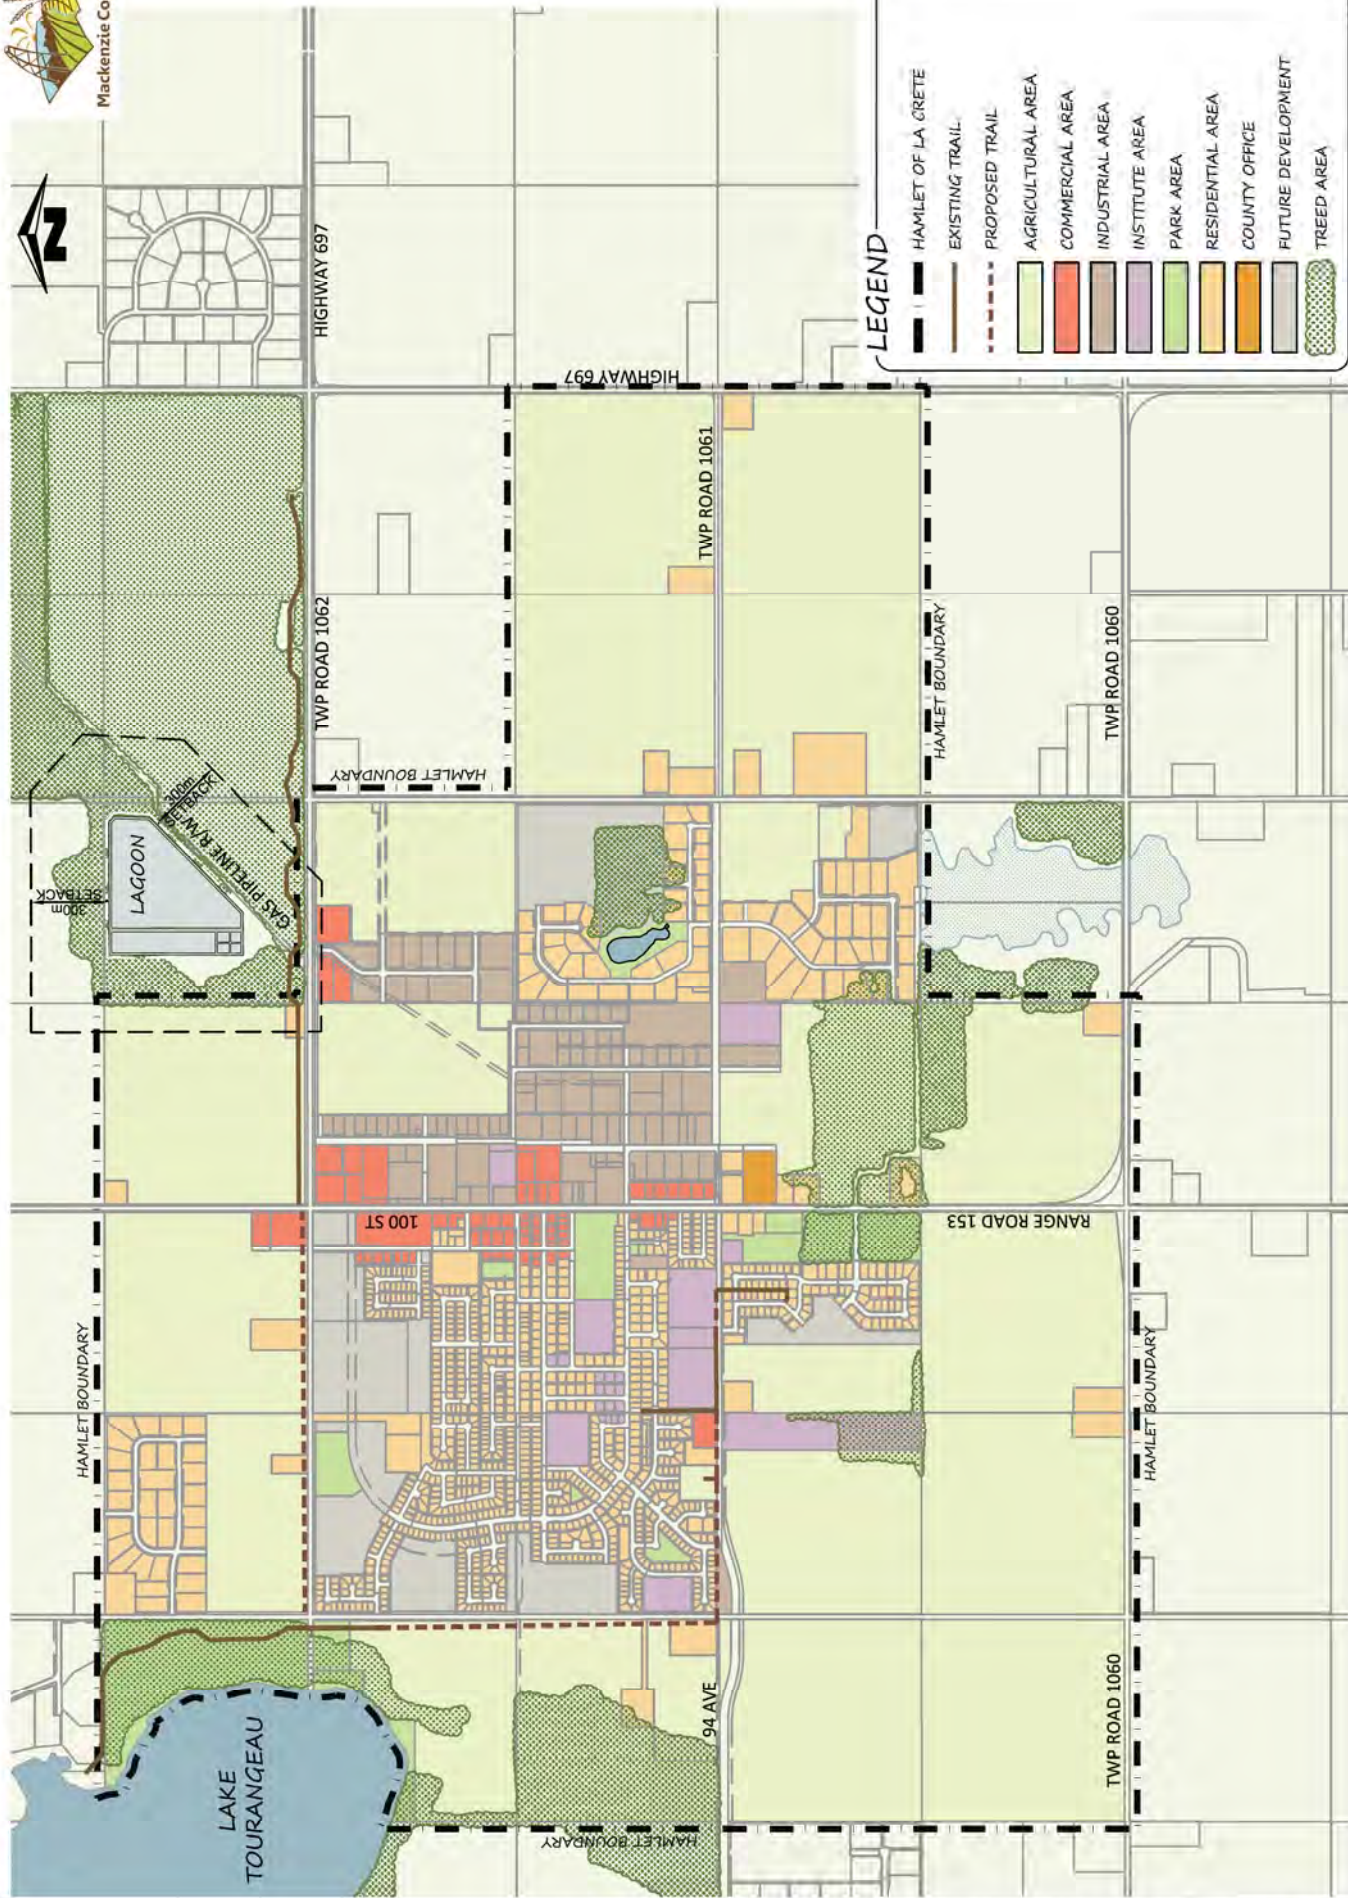 Mackenzie Co
N
HIGHWAY 697
HIGHWAY 697
TWP ROAD 1062
TWP ROAD 1061
HAMLET BOUNDARY
HAMLET BOUNDARY
TWP ROAD 1060
300m
SETBACK
300m
SETBACK
LAGOON
GAS PIPELINE R/W
100 ST
RANGE ROAD 153
HAMLET BOUNDARY
HAMLET BOUNDARY
LAKE
TOURANGEAU
94 AVE
HAMLET BOUNDARY
TWP ROAD 1060
LEGEND
HAMLET OF LA CRETE
EXISTING TRAIL
PROPOSED TRAIL
AGRICULTURAL AREA
COMMERCIAL AREA
INDUSTRIAL AREA
INSTITUTE AREA
PARK AREA
RESIDENTIAL AREA
COUNTY OFFICE
FUTURE DEVELOPMENT
TREED AREA